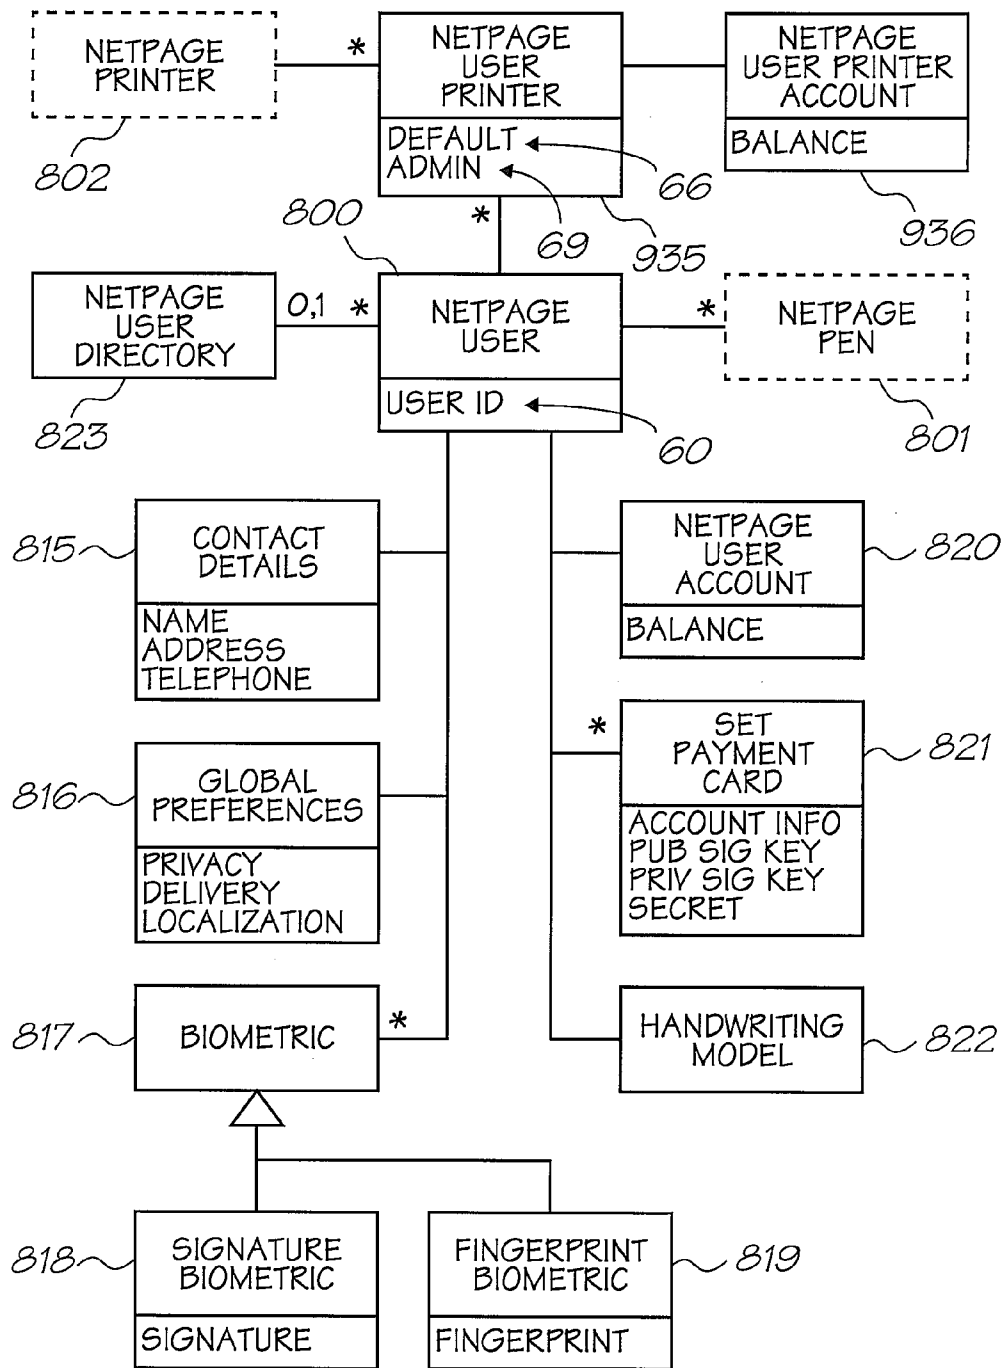 NETPAGE
PRINTER
802
*
NETPAGE
USER
PRINTER
DEFAULT
ADMIN
66
69
935
*
NETPAGE
USER PRINTER
ACCOUNT
BALANCE
936
800
NETPAGE
USER
DIRECTORY
823
0,1
*
NETPAGE
USER
USER ID
60
*
NETPAGE
PEN
801
815
CONTACT
DETAILS
NAME
ADDRESS
TELEPHONE
NETPAGE
USER
ACCOUNT
BALANCE
820
816
GLOBAL
PREFERENCES
PRIVACY
DELIVERY
LOCALIZATION
*
SET
PAYMENT
CARD
ACCOUNT INFO
PUB SIG KEY
PRIV SIG KEY
SECRET
821
817
BIOMETRIC
*
HANDWRITING
MODEL
822
818
SIGNATURE
BIOMETRIC
SIGNATURE
FINGERPRINT
BIOMETRIC
FINGERPRINT
819